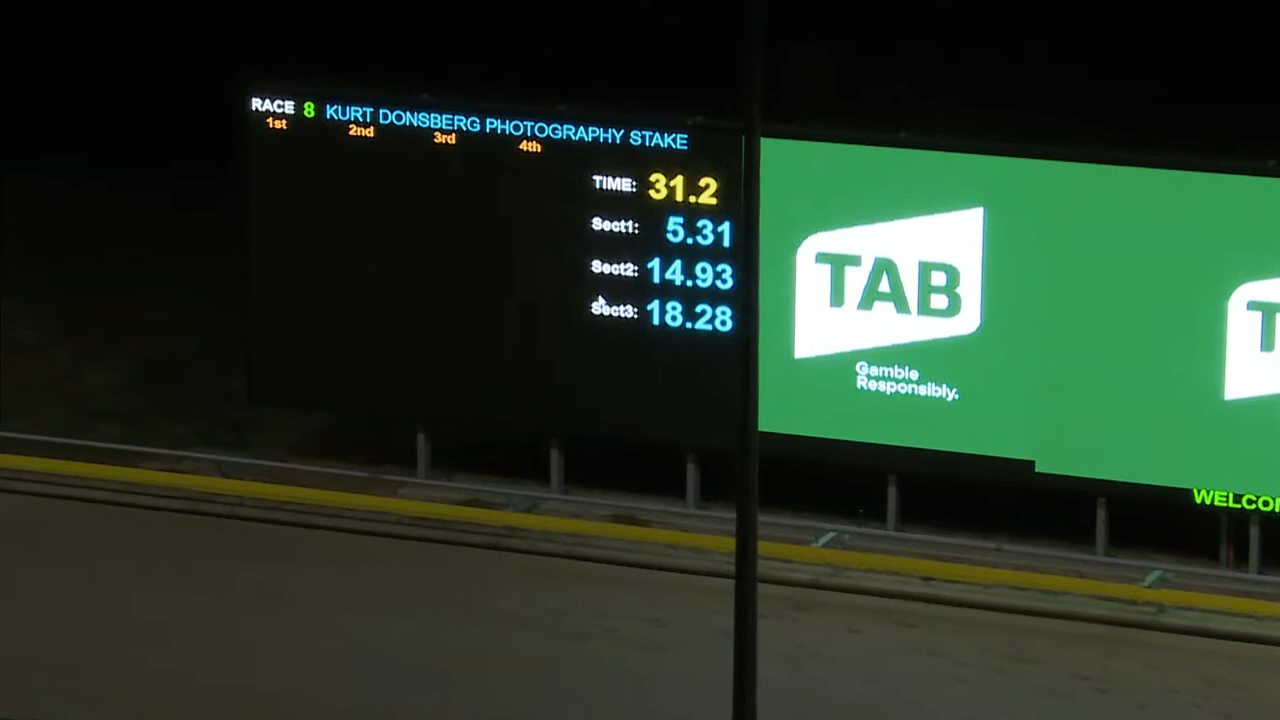 RACE 8 KURT DONSBERG PHOTOGRAPHY STAKE
1st 2nd 3rd 4th
TIME: 31.2
Sect1: 5.31
Sect2: 14.93
Sect3: 18.28
TAB
Gamble
Responsibly.